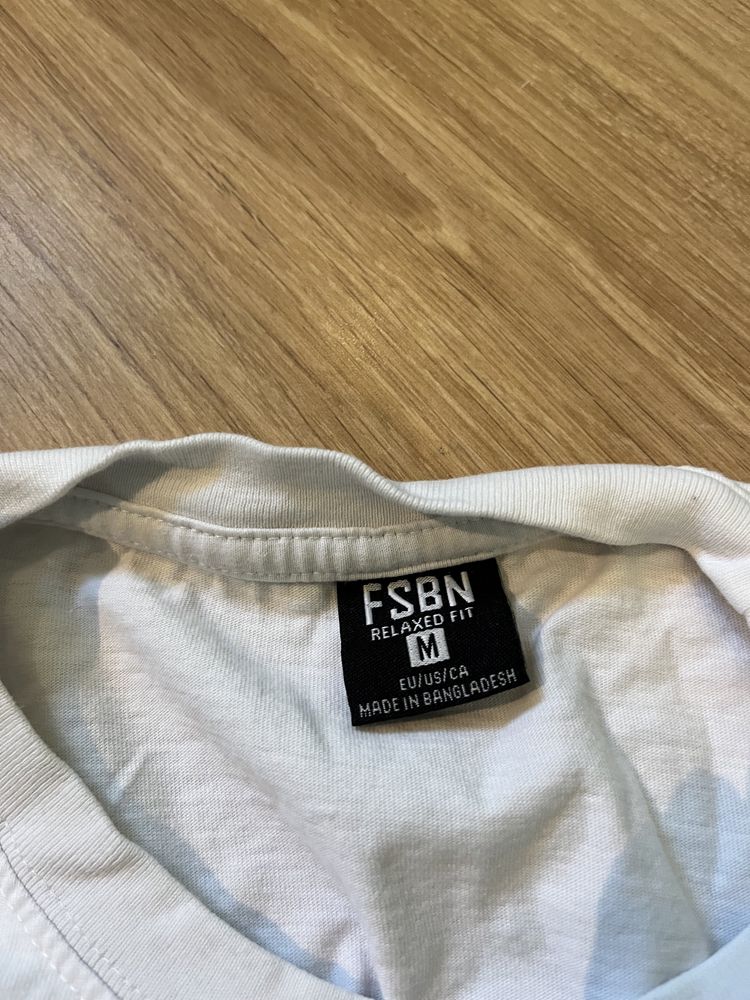 FSBN
RELAXED FIT
M
EU/US/CA
MADE IN BANGLADESH